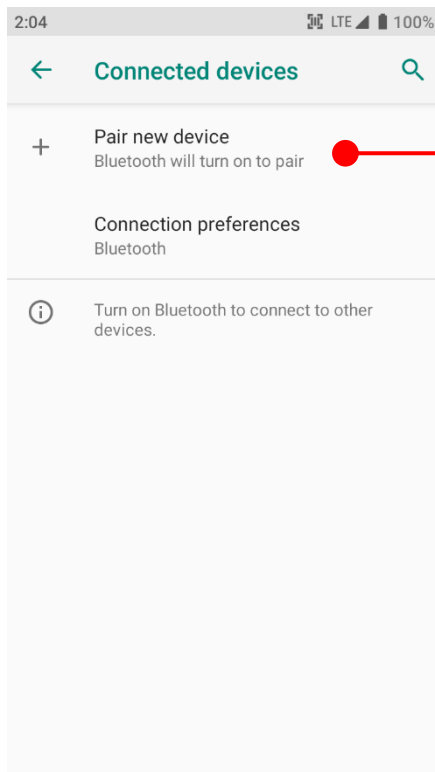 2:04 LTE 100%
Connected devices
Pair new device
Bluetooth will turn on to pair
Connection preferences
Bluetooth
Turn on Bluetooth to connect to other
devices.